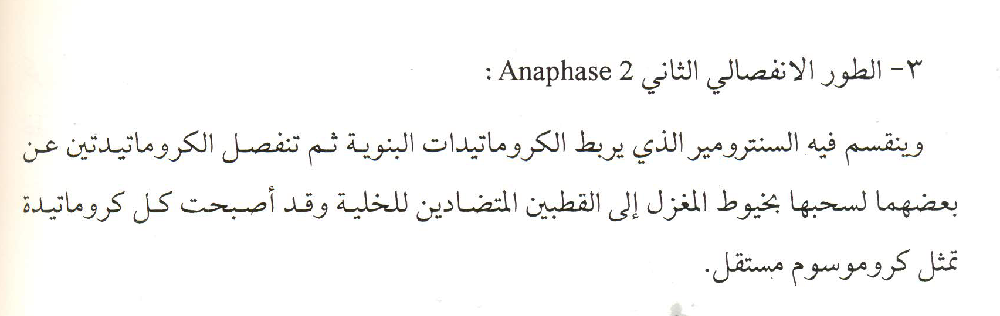 ٣- الطور الانفصالي الثاني Anaphase 2 :
وينقسم فيه السنترومير الذي يربط الكروماتيدات البنوية ثم تنفصل الكروماتيدتين عن
بعضهما لسحبها بخيوط المغزل إلى القطبين المتضادين للخلية وقد أصبحت كل كروماتيدة
تمثل كروموسوم مستقل.